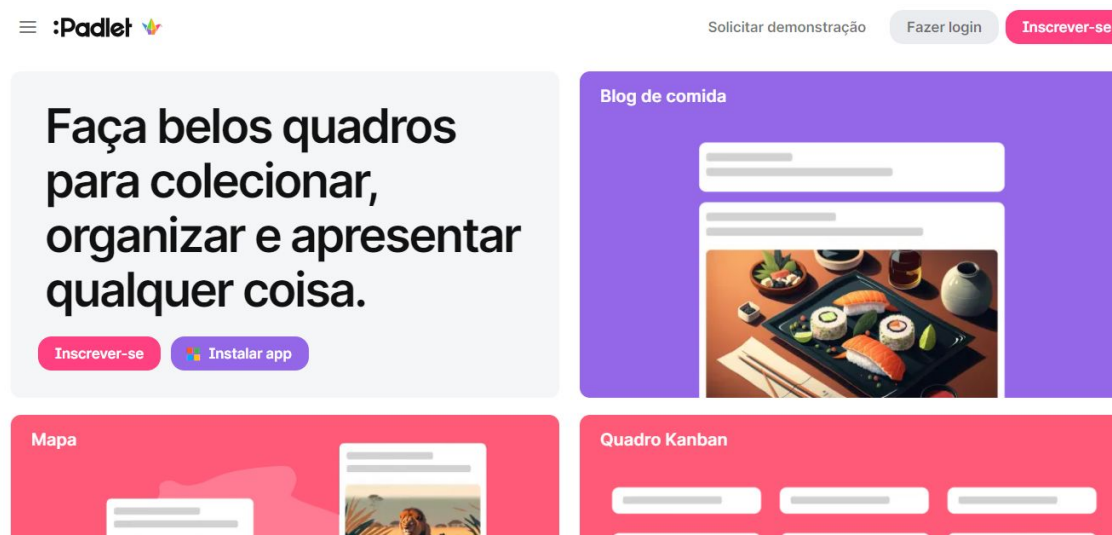 :Padlet
Solicitar demonstração
Fazer login
Inscrever-se
Faça belos quadros
para colecionar,
organizar e apresentar
qualquer coisa.
Inscrever-se
Instalar app
Blog de comida
Mapa
Quadro Kanban